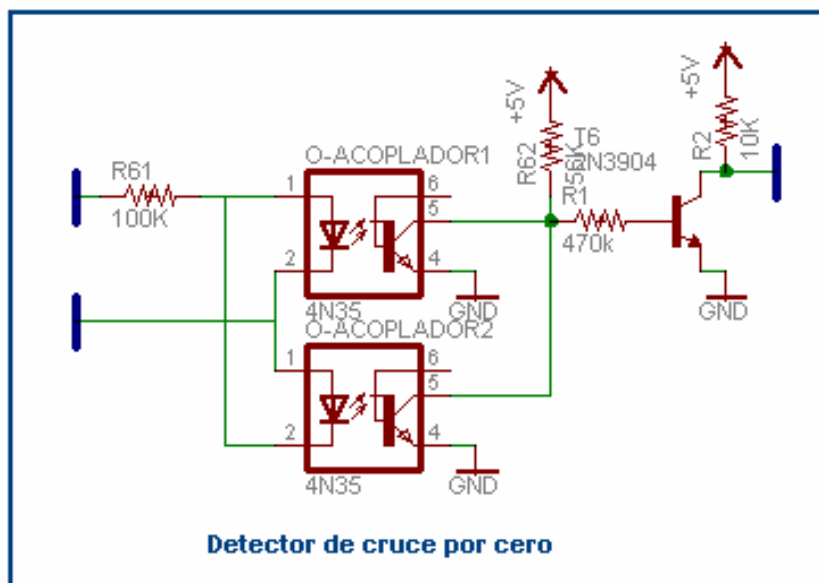 +5V
+5V
R61
100K
O-ACOPLADOR1
1
2
6
5
4
4N35
GND
R62
56K
T6
2N3904
R1
470k
R2
10K
GND
O-ACOPLADOR2
1
2
6
5
4
4N35
GND
Detector de cruce por cero